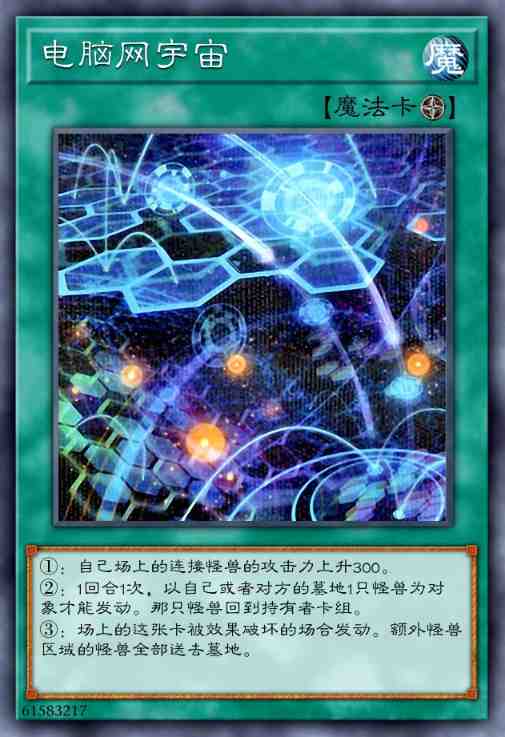 电脑网宇宙
魔
【魔法卡】
①：自己场上的连接怪兽的攻击力上升300。
②：1回合1次，以自己或者对方的墓地1只怪兽为对
象才能发动。那只怪兽回到持有者卡组。
③：场上的这张卡被效果破坏的场合发动。额外怪兽
区域的怪兽全部送去墓地。
61583217